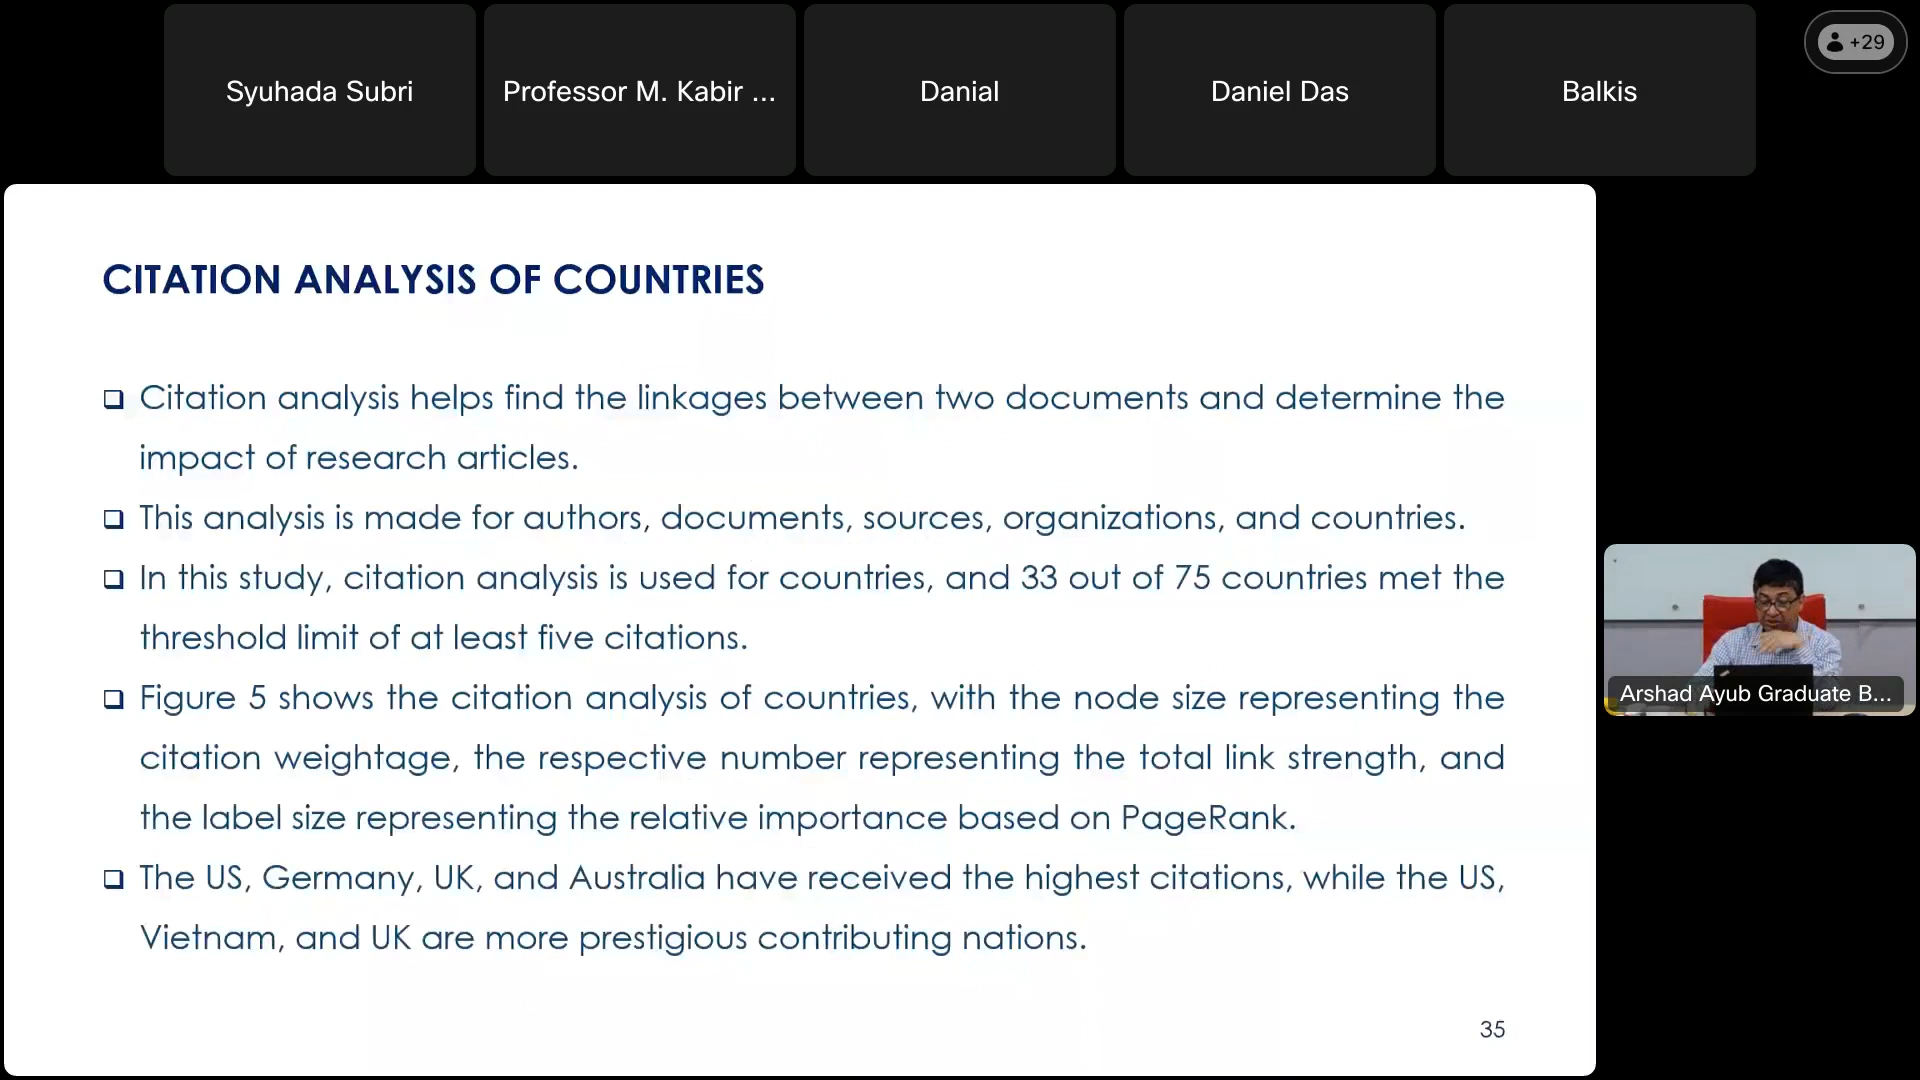 Syuhada Subri
Professor M. Kabir ...
Danial
Daniel Das
Balkis
+29
CITATION ANALYSIS OF COUNTRIES
Citation analysis helps find the linkages between two documents and determine the
impact of research articles.
This analysis is made for authors, documents, sources, organizations, and countries.
In this study, citation analysis is used for countries, and 33 out of 75 countries met the
threshold limit of at least five citations.
Figure 5 shows the citation analysis of countries, with the node size representing the
citation weightage, the respective number representing the total link strength, and
the label size representing the relative importance based on PageRank.
The US, Germany, UK, and Australia have received the highest citations, while the US,
Vietnam, and UK are more prestigious contributing nations.
35
Arshad Ayub Graduate B...